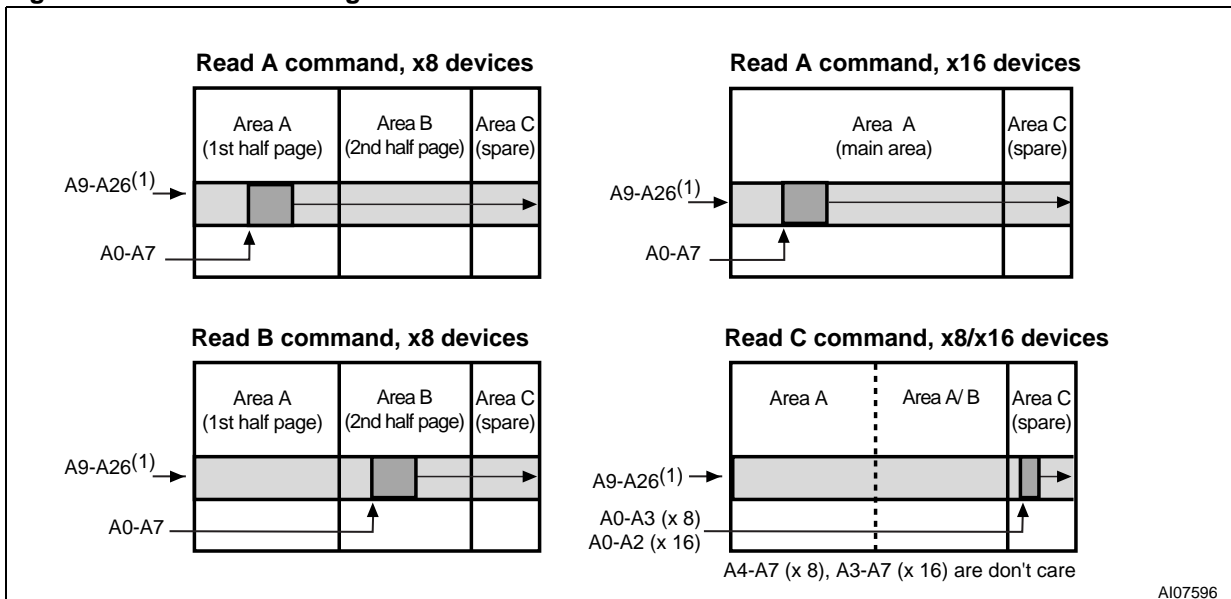 Read A command, x8 devices
Area A
(1st half page)
Area B
(2nd half page)
Area C
(spare)
A9-A26(1)
A0-A7
Read A command, x16 devices
Area A
(main area)
Area C
(spare)
A9-A26(1)
A0-A7
Read B command, x8 devices
Area A
(1st half page)
Area B
(2nd half page)
Area C
(spare)
A9-A26(1)
A0-A7
Read C command, x8/x16 devices
Area A
Area A/ B
Area C
(spare)
A9-A26(1)
A0-A3 (x 8)
A0-A2 (x 16)
A4-A7 (x 8), A3-A7 (x 16) are don't care
AI07596